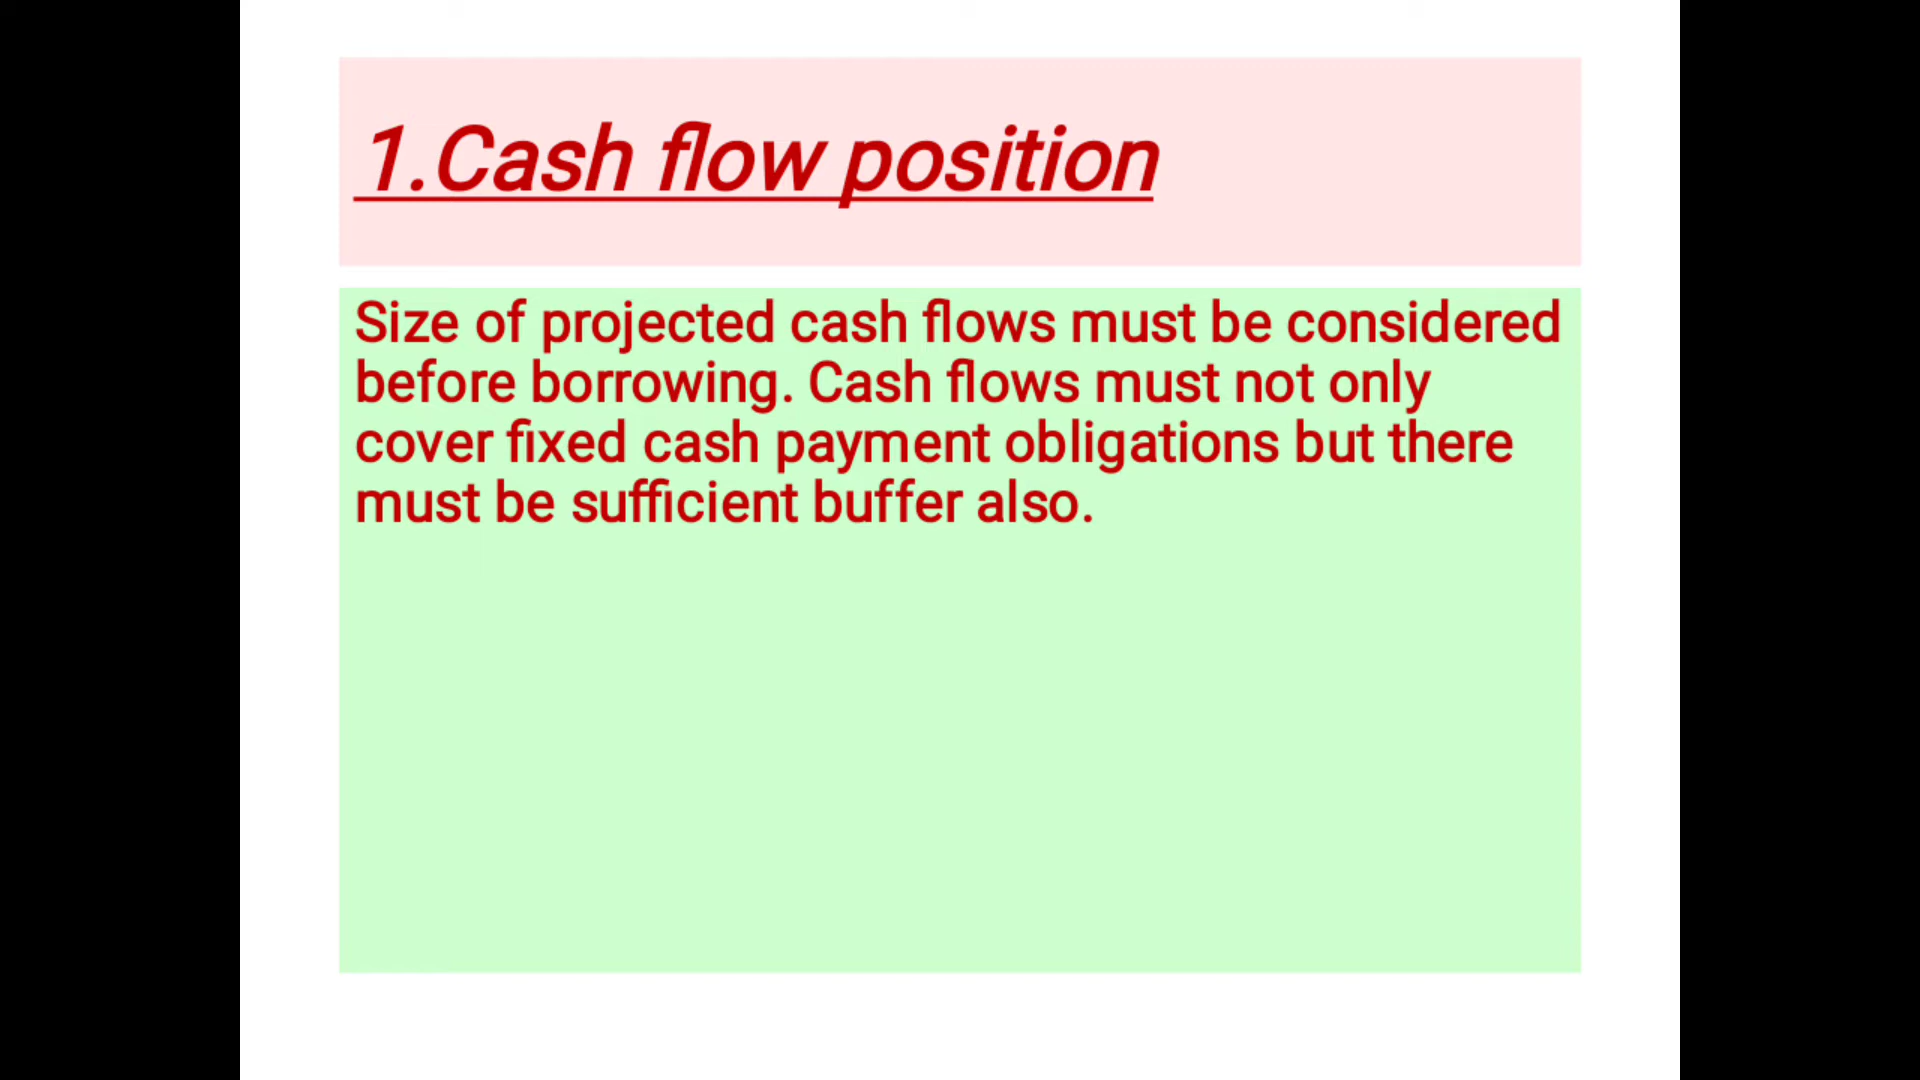 1.Cash flow position
Size of projected cash flows must be considered
before borrowing. Cash flows must not only
cover fixed cash payment obligations but there
must be sufficient buffer also.